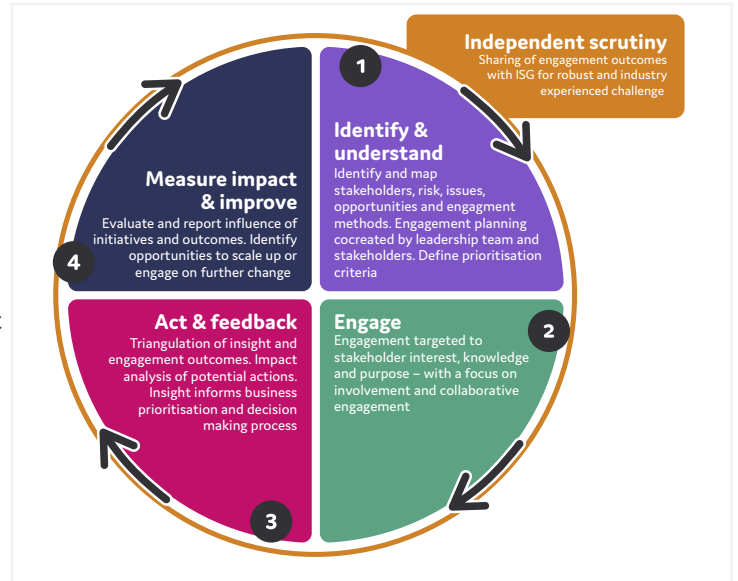 Independent scrutiny
Sharing of engagement outcomes
with ISG for robust and industry
experienced challenge
1
Identify &
understand
Identify and map
stakeholders, risk, issues,
opportunities and engagment
methods. Engagement planning
cocreated by leadership team and
stakeholders. Define prioritisation
criteria
2
Engage
Engagement targeted to
stakeholder interest, knowledge
and purpose – with a focus on
involvement and collaborative
engagement
3
Act & feedback
Triangulation of insight and
engagement outcomes. Impact
analysis of potential actions.
Insight informs business
prioritisation and decision
making process
4
Measure impact
& improve
Evaluate and report influence of
initiatives and outcomes. Identify
opportunities to scale up or
engage on further change